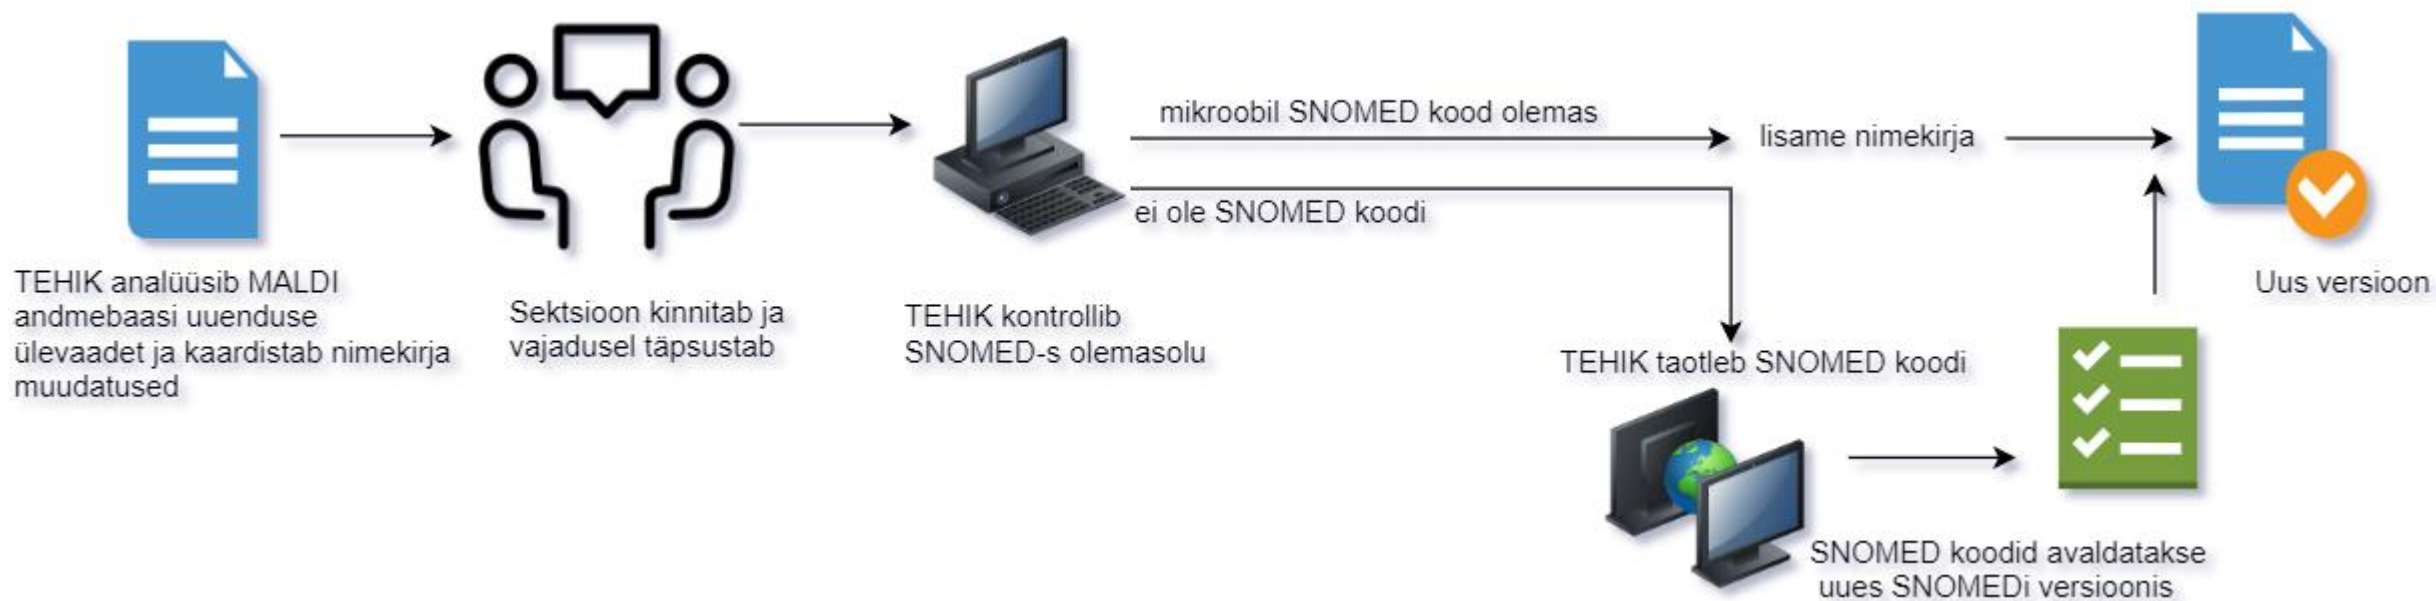 TEHIK analüüsib MALDI
andmebaasi uuenduse
ülevaadet ja kaardistab nimekirja
muudatused
Sektsioon kinnitab ja
vajadusel täpsustab
TEHIK kontrollib
SNOMED-s olemasolu
mikroobil SNOMED kood olemas
ei ole SNOMED koodi
lisame nimekirja
TEHIK taotleb SNOMED koodi
SNOMED koodid avaldatakse
uues SNOMEDi versioonis
Uus versioon